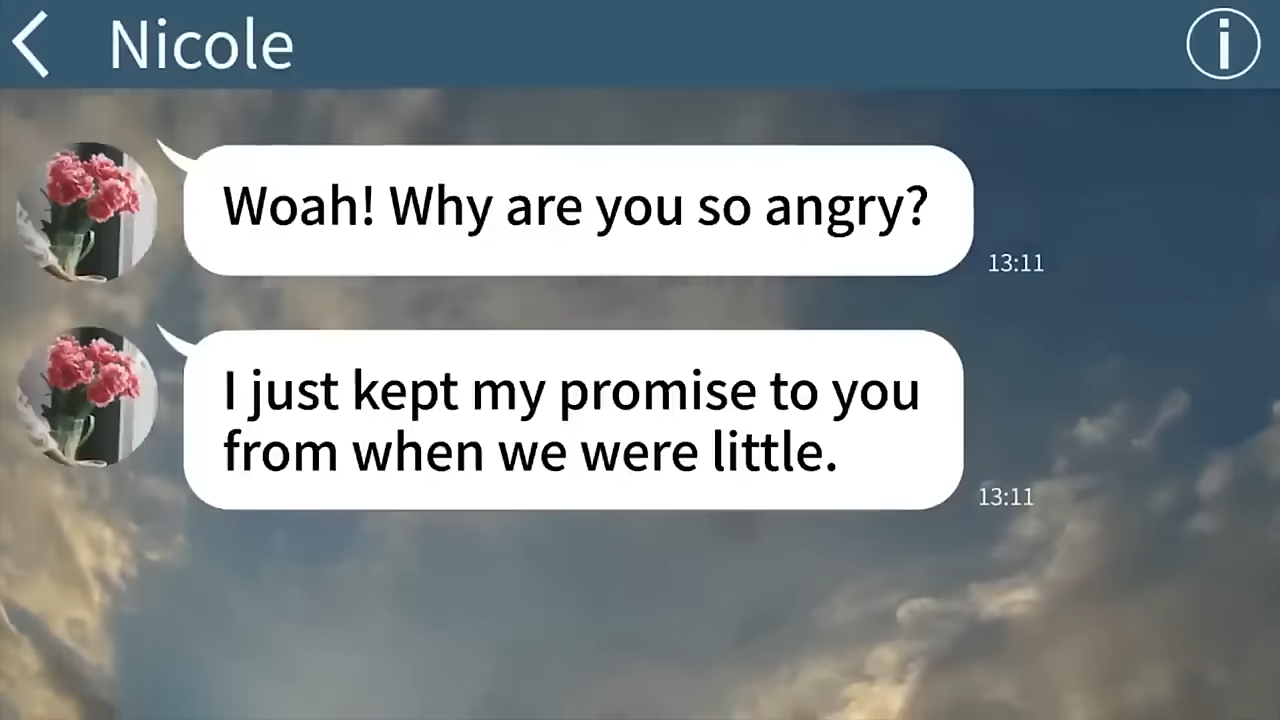 Nicole
Woah! Why are you so angry?
13:11
I just kept my promise to you
from when we were little.
13:11